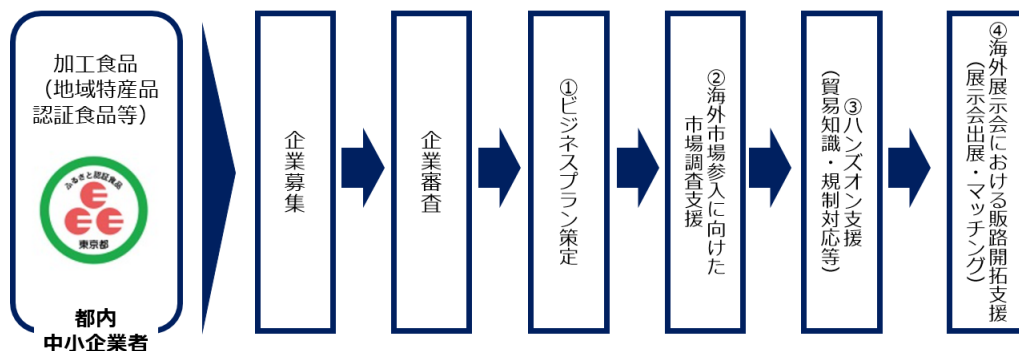 加工食品
（地域特産品
認証食品等）
ふるさと認証食品
東京都
都内
中小企業者
企業募集
企業審査
①ビジネスプラン策定
②海外市場参入に向けた
市場調査支援
③ハンズオン支援
（貿易知識・規制対応等）
④海外展示会における販路開拓支援
（展示会出展・マッチング）